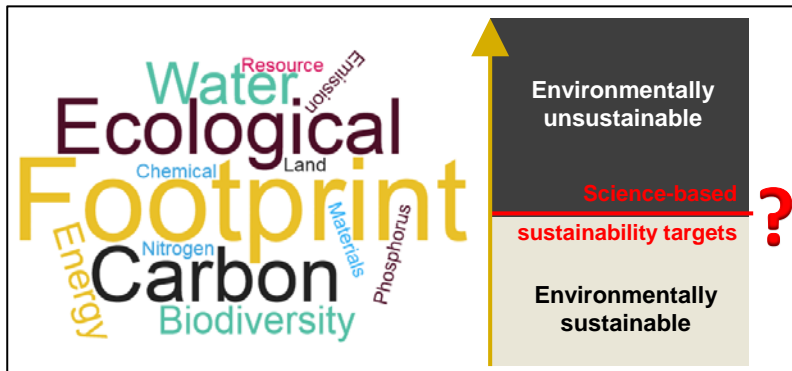 Resource
Emission
Water
Ecological
Land
Chemical
Footprint
Materials
Phosphorus
Energy
Nitrogen
Carbon
Biodiversity
Environmentally
unsustainable
Science-based
sustainability targets
?
Environmentally
sustainable